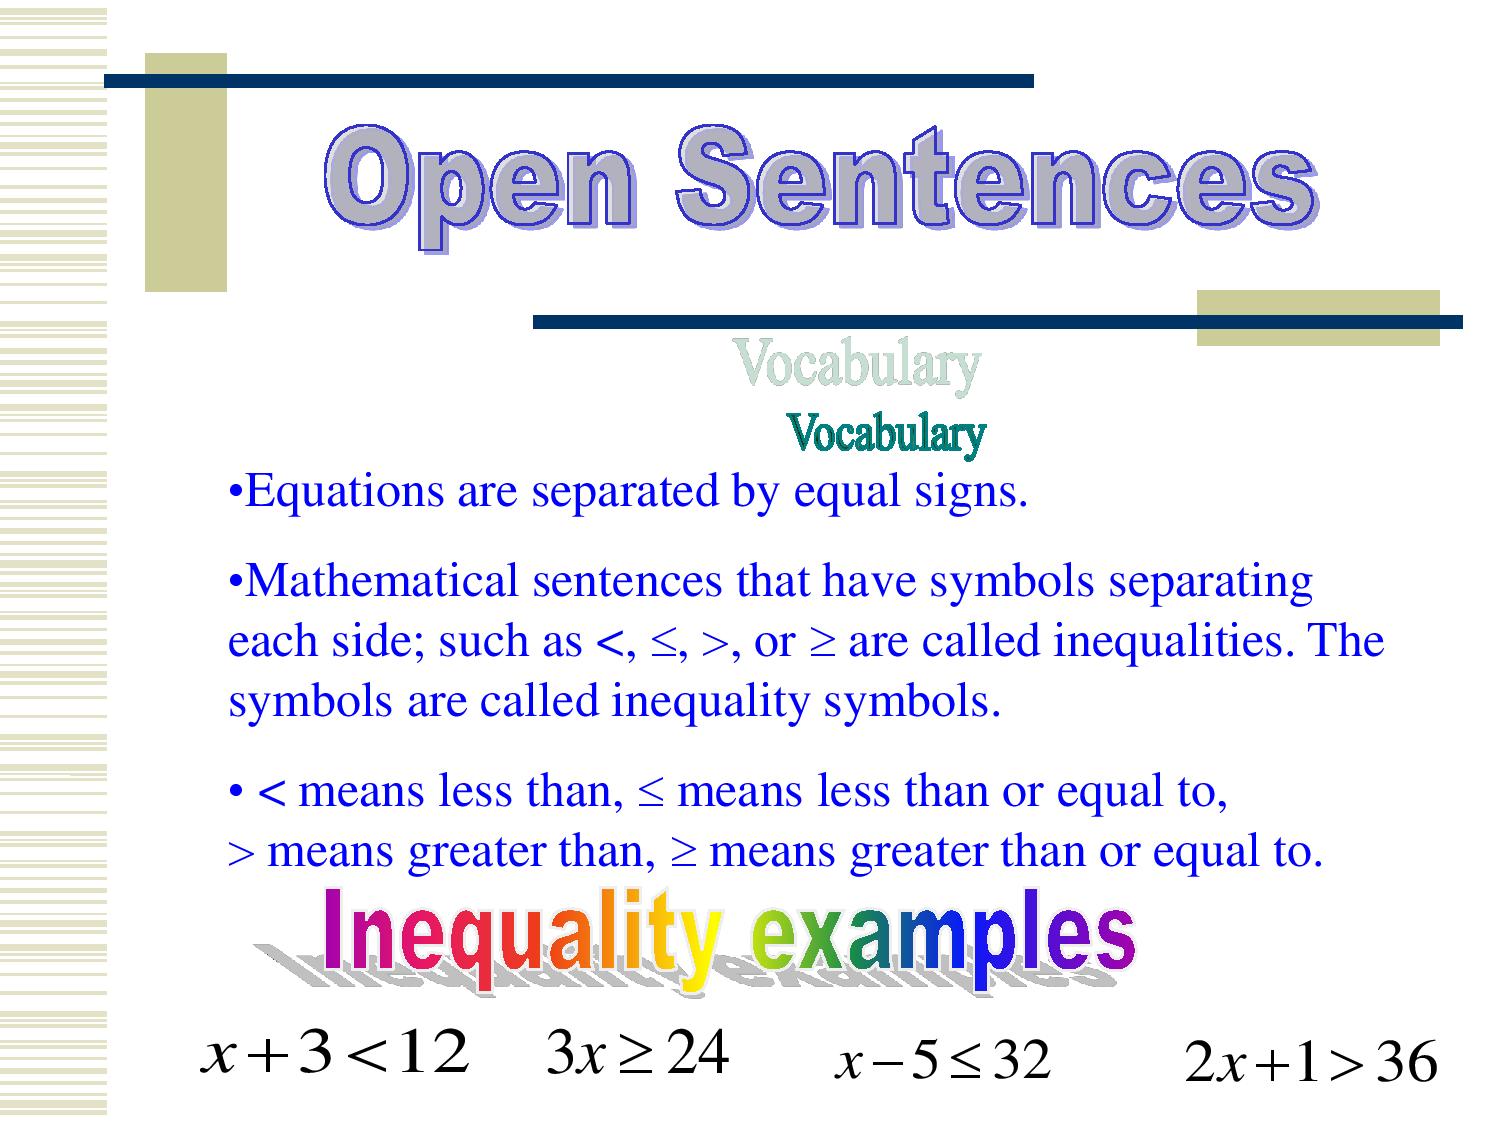 Open Sentences
Vocabulary
Vocabulary
•Equations are separated by equal signs.
•Mathematical sentences that have symbols separating
each side; such as <, ≤, >, or ≥ are called inequalities. The
symbols are called inequality symbols.
• < means less than, ≤ means less than or equal to,
> means greater than, ≥ means greater than or equal to.
Inequality examples
x + 3 < 12 3x ≥ 24 x − 5 ≤ 32 2x + 1 > 36